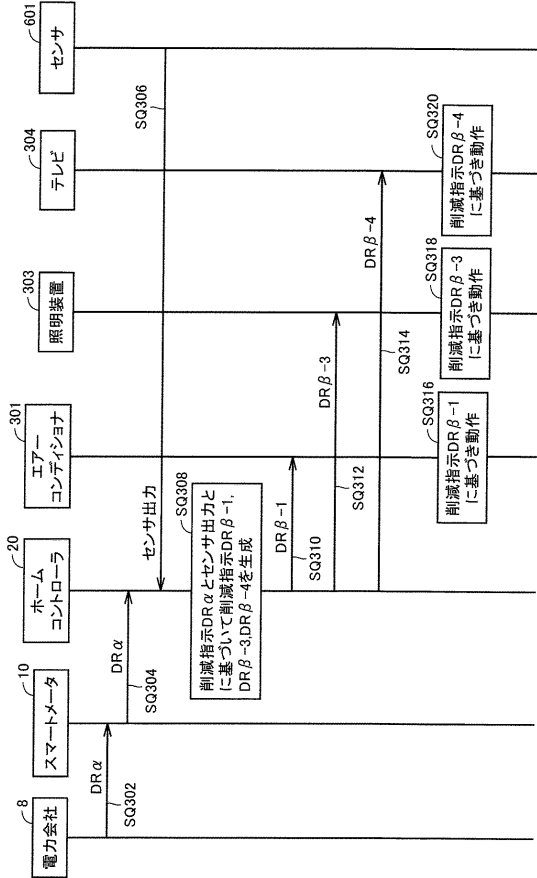 8
電力会社
10
スマートメータ
20
ホーム
コントローラ
301
エアー
コンディショナ
303
照明装置
304
テレビ
601
センサ
DRα
SQ302
DRα
SQ304
センサ出力
SQ306
SQ308
削減指示DRαとセンサ出力と
に基づいて削減指示DRβ-1,
DRβ-3,DRβ-4を生成
DRβ-1
SQ310
DRβ-3
SQ312
DRβ-4
SQ314
SQ316
削減指示DRβ-1
に基づき動作
SQ318
削減指示DRβ-3
に基づき動作
SQ320
削減指示DRβ-4
に基づき動作